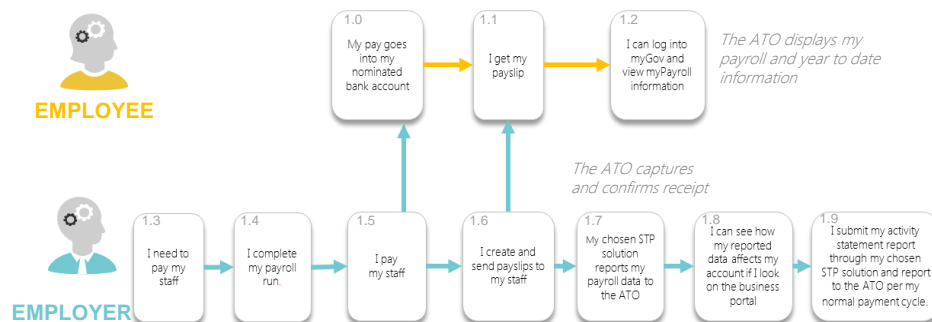 1.0
My pay goes
into my
nominated
bank account
1.1
I get my
payslip
1.2
I can log into
myGov and
view myPayroll
information
The ATO displays my
payroll and year to date
information
EMPLOYEE
The ATO captures
and confirms receipt
1.3
I need to
pay my
staff
1.4
I complete
my payroll
run.
1.5
I pay
my staff
1.6
I create and
send payslips to
my staff
1.7
My chosen STP
solution
reports my
payroll data to
the ATO
1.8
I can see how
my reported
data affects my
account if I look
on the business
portal
1.9
I submit my activity
statement report
through my chosen
STP solution and report
to the ATO per my
normal payment cycle.
EMPLOYER